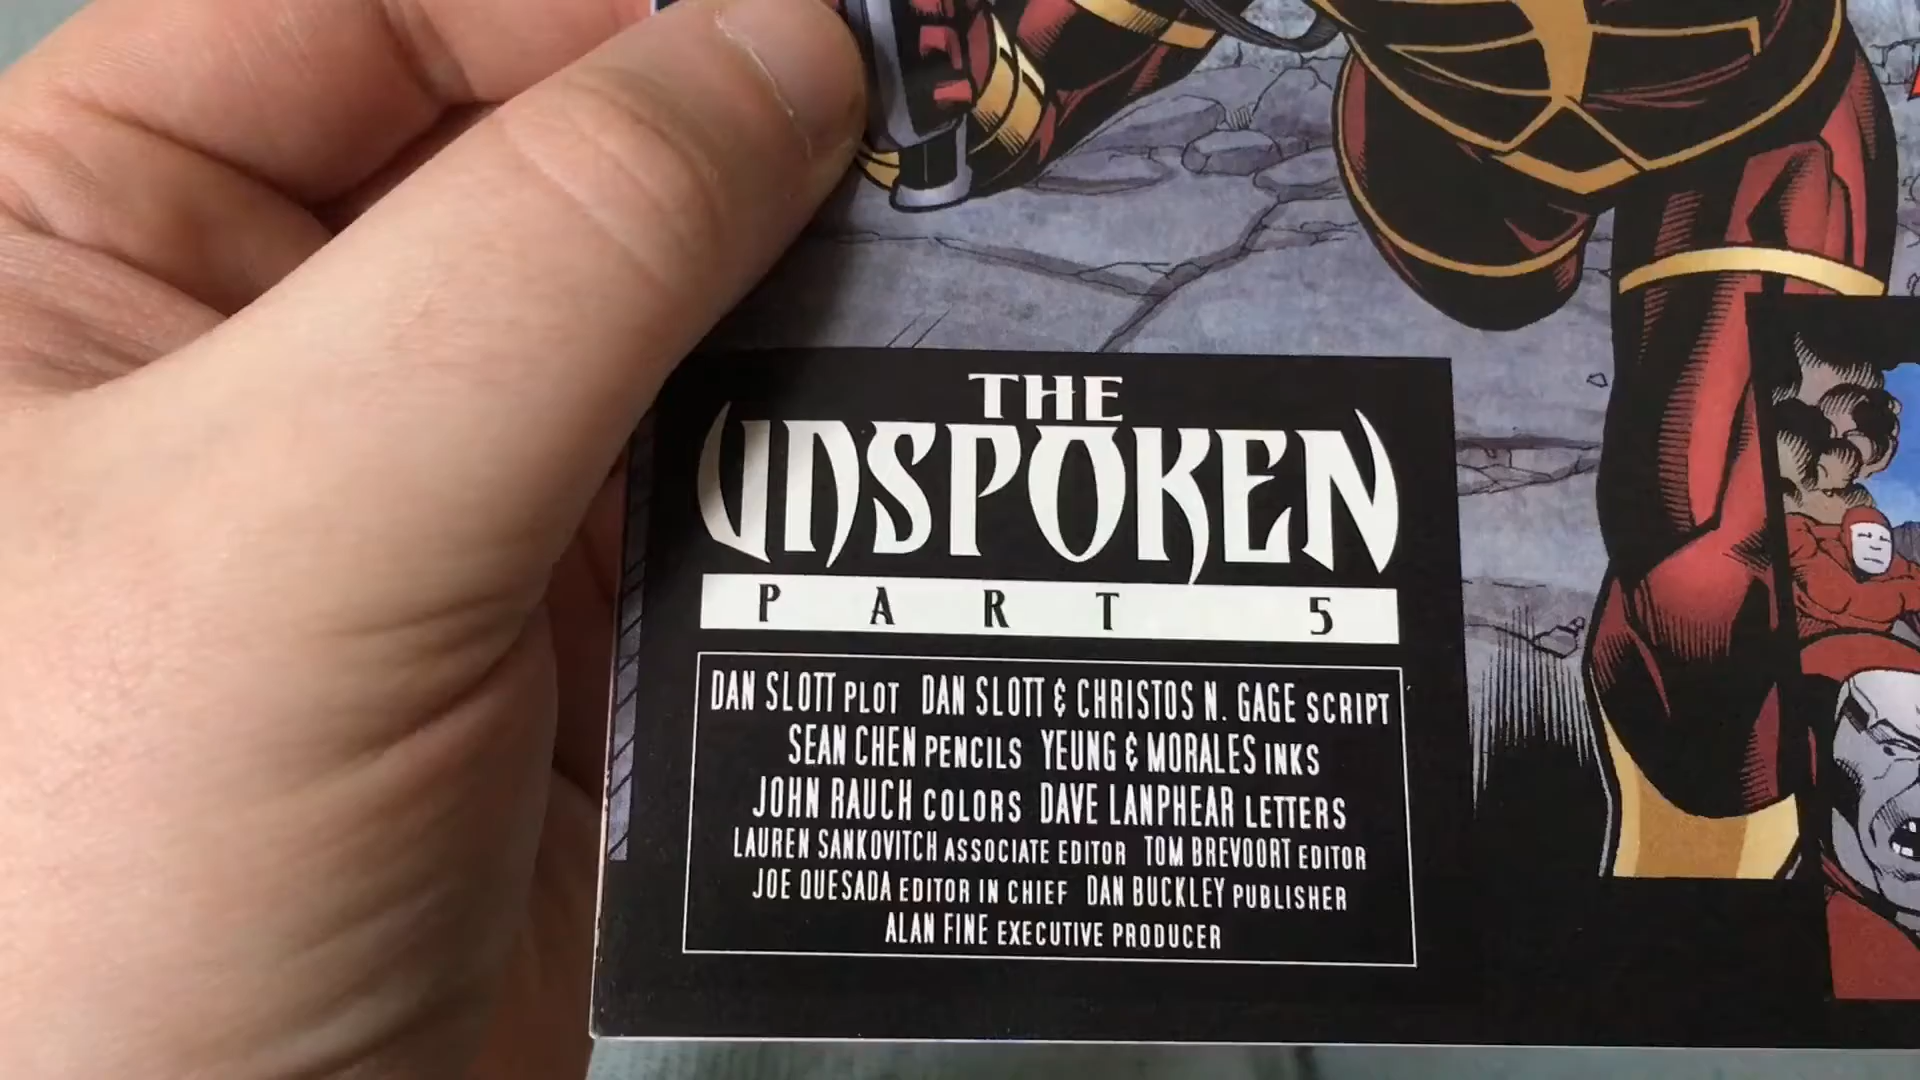 THE
UNSPOKEN
PART 5
DAN SLOTT PLOT DAN SLOTT & CHRISTOS N. GAGE SCRIPT
SEAN CHEN PENCILS YEUNG & MORALES INKS
JOHN RAUCH COLORS DAVE LANPHEAR LETTERS
LAUREN SANKOVITCH ASSOCIATE EDITOR TOM BREVOORT EDITOR
JOE QUESADA EDITOR IN CHIEF DAN BUCKLEY PUBLISHER
ALAN FINE EXECUTIVE PRODUCER